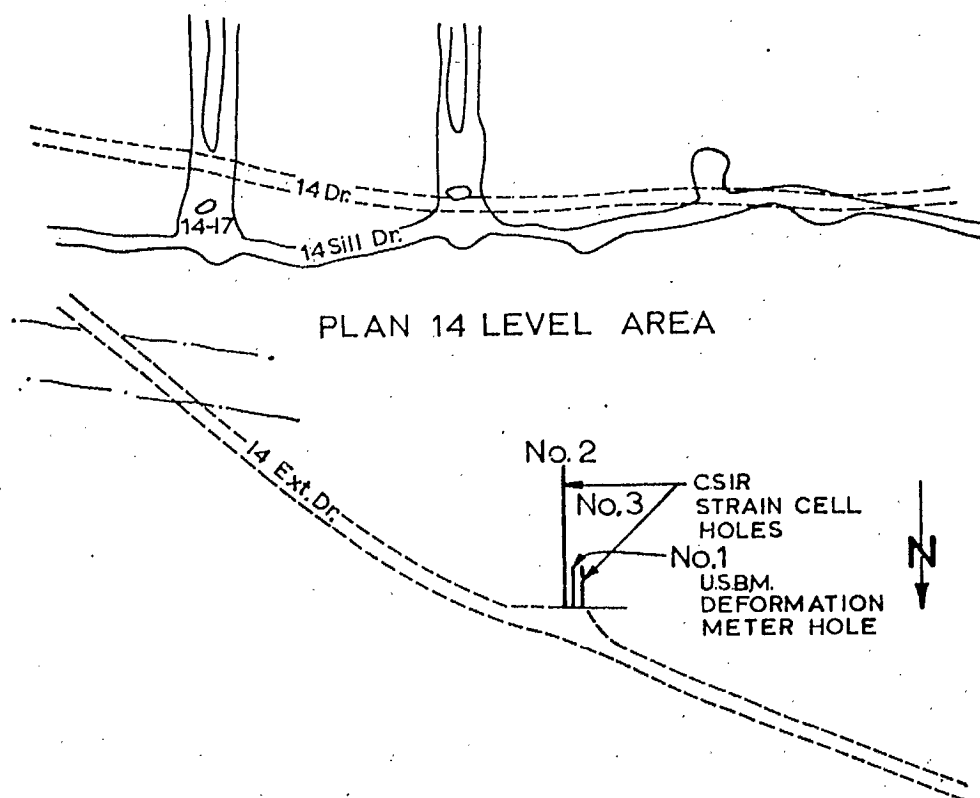 14 Dr.
14-17
14 Sill Dr.
PLAN 14 LEVEL AREA
14 Ext. Dr.
No. 2
No. 3
CSIR
STRAIN CELL
HOLES
No. 1
U.S.B.M.
DEFORMATION
METER HOLE
N